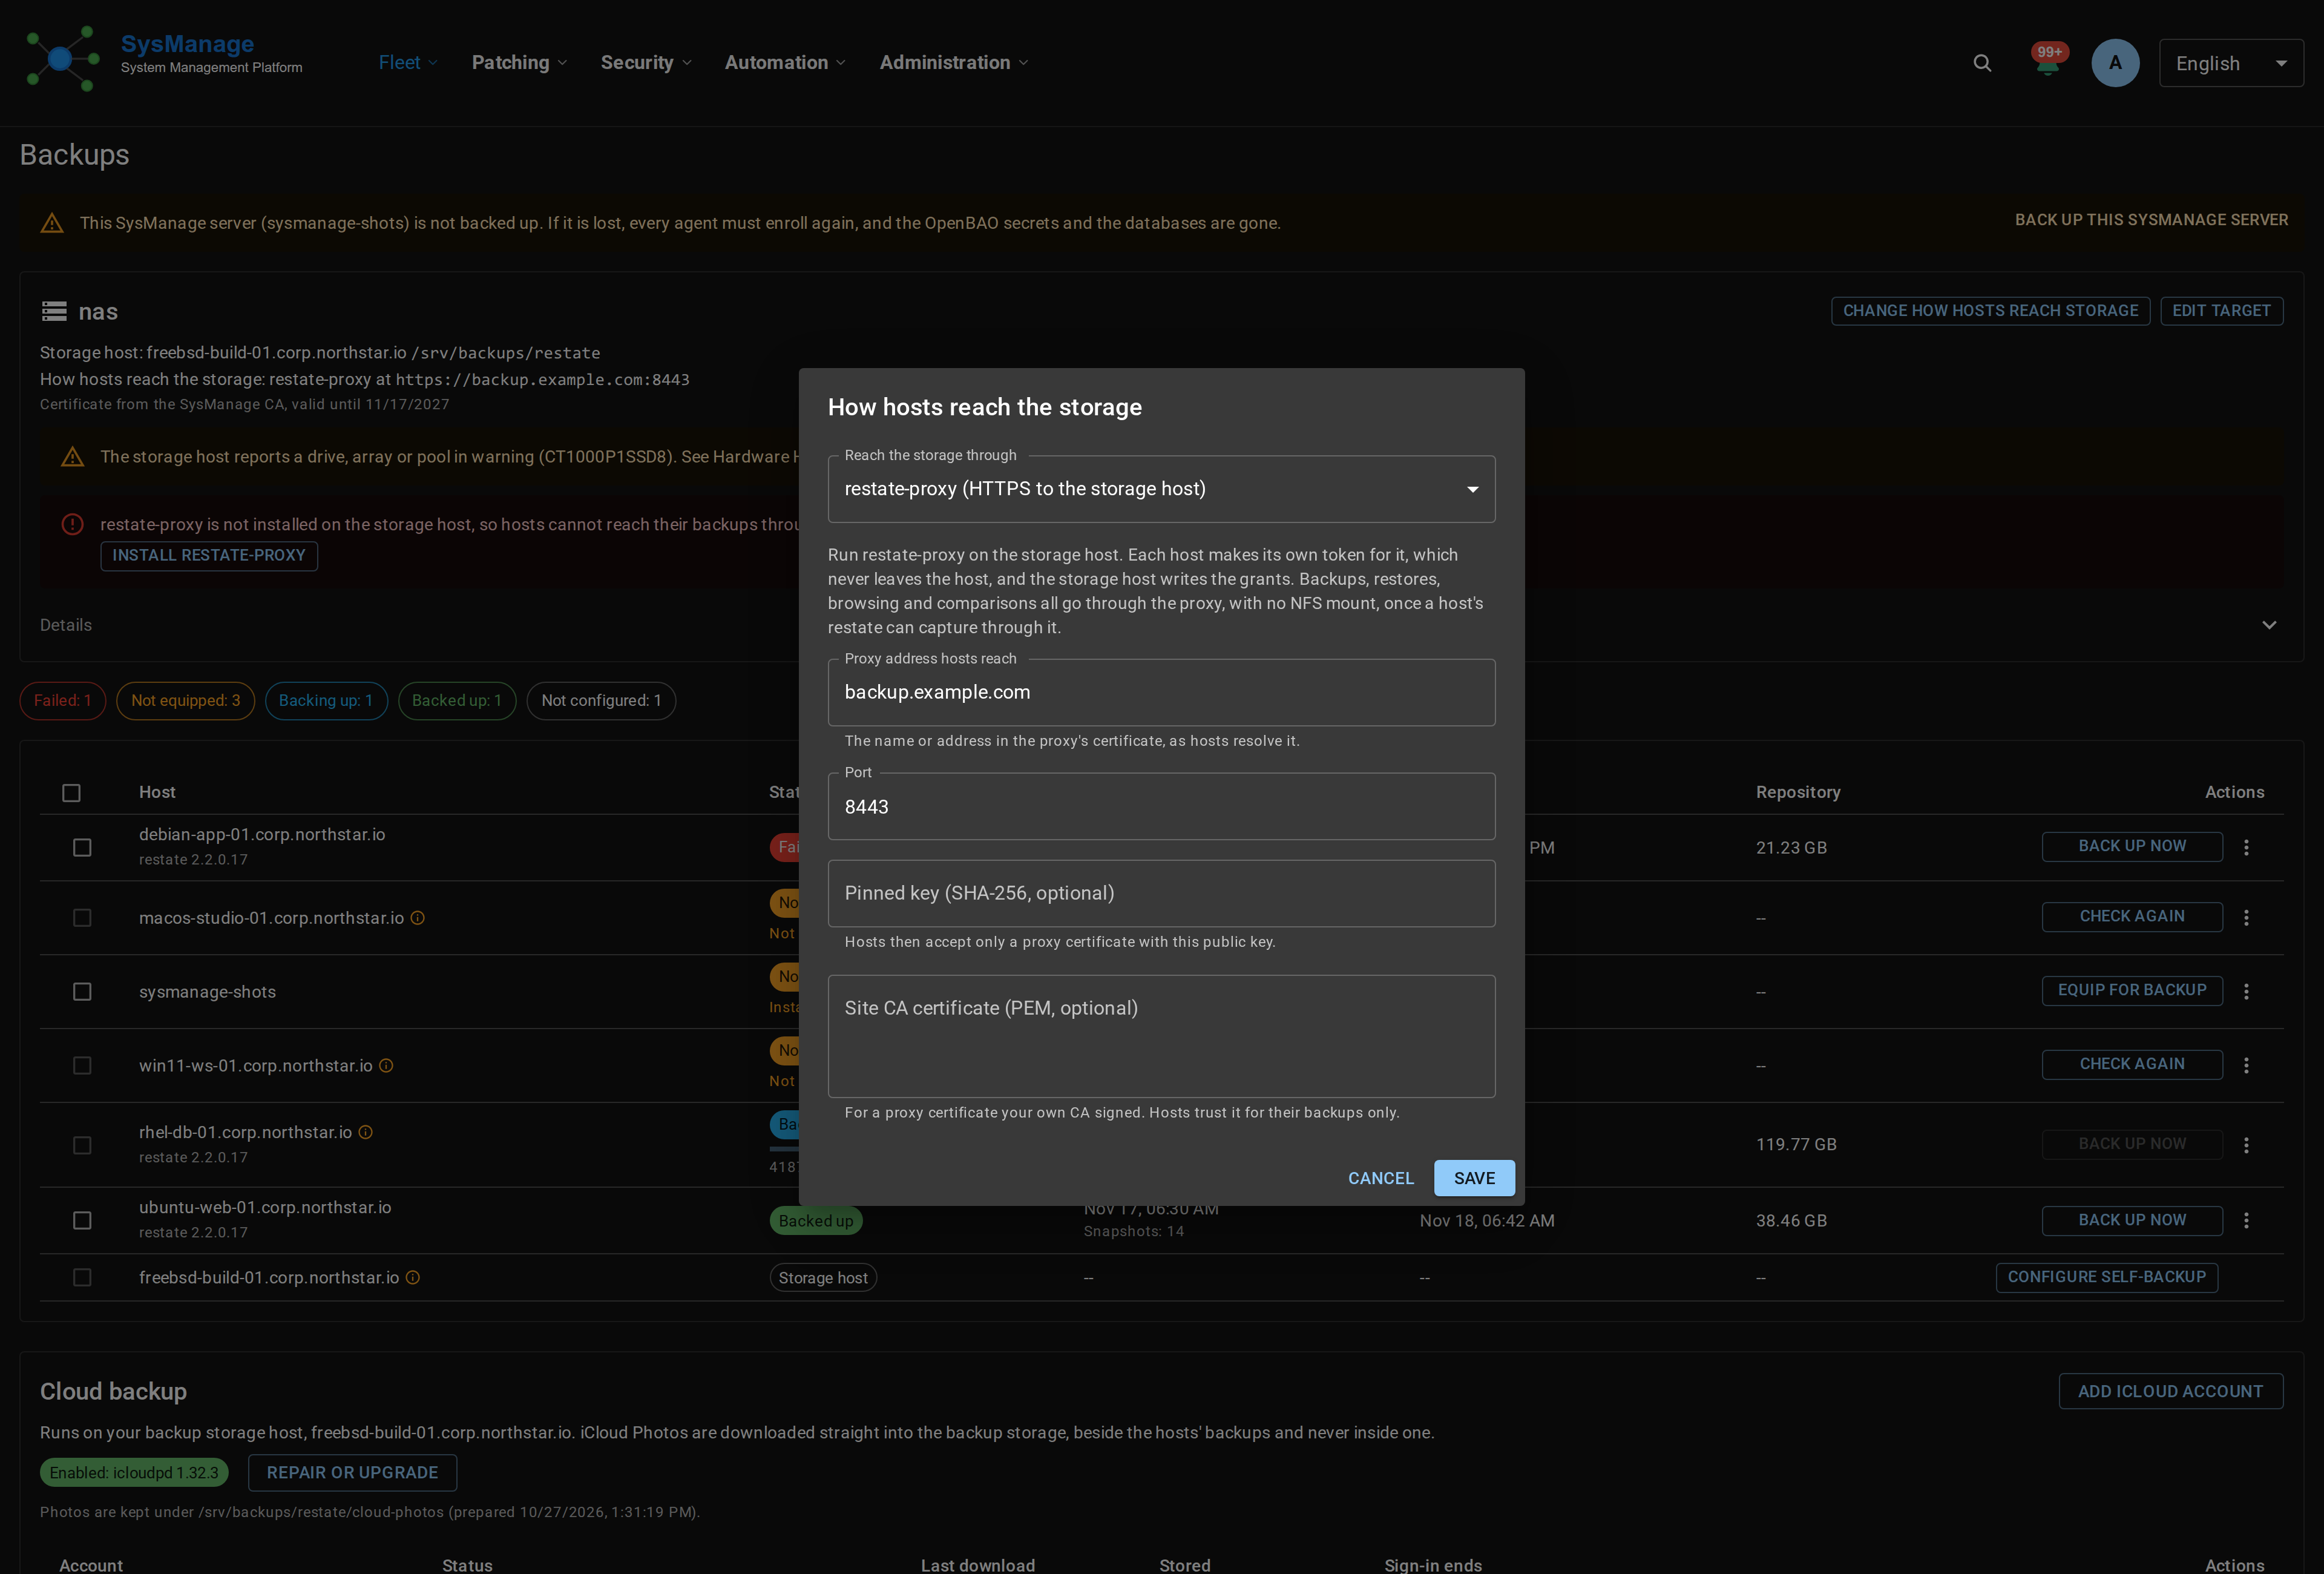 SysManage
System Management Platform
Fleet
Patching
Security
Automation
Administration
99+
A
English
Backups
This SysManage server (sysmanage-shots) is not backed up. If it is lost, every agent must enroll again, and the OpenBAO secrets and the databases are gone.
BACK UP THIS SYSMANAGE SERVER
nas
CHANGE HOW HOSTS REACH STORAGE
EDIT TARGET
Storage host: freebsd-build-01.corp.northstar.io /srv/backups/restate
How hosts reach the storage: restate-proxy at https://backup.example.com:8443
Certificate from the SysManage CA, valid until 11/17/2027
The storage host reports a drive, array or pool in warning (CT1000P1SSD8). See Hardware
restate-proxy is not installed on the storage host, so hosts cannot reach their backups
INSTALL RESTATE-PROXY
Details
Failed: 1
Not equipped: 3
Backing up: 1
Backed up: 1
Not configured: 1
How hosts reach the storage
Reach the storage through
restate-proxy (HTTPS to the storage host)
Run restate-proxy on the storage host. Each host makes its own token for it, which
never leaves the host, and the storage host writes the grants. Backups, restores,
browsing and comparisons all go through the proxy, with no NFS mount, once a host's
restate can capture through it.
Proxy address hosts reach
backup.example.com
The name or address in the proxy's certificate, as hosts resolve it.
Port
8443
Pinned key (SHA-256, optional)
Hosts then accept only a proxy certificate with this public key.
Site CA certificate (PEM, optional)
For a proxy certificate your own CA signed. Hosts trust it for their backups only.
CANCEL
SAVE
Host
Repository
Actions
debian-app-01.corp.northstar.io
restate 2.2.0.17
PM
21.23 GB
BACK UP NOW
macos-studio-01.corp.northstar.io
Not
--
CHECK AGAIN
sysmanage-shots
--
EQUIP FOR BACKUP
win11-ws-01.corp.northstar.io
Not
--
CHECK AGAIN
rhel-db-01.corp.northstar.io
restate 2.2.0.17
119.77 GB
BACK UP NOW
ubuntu-web-01.corp.northstar.io
restate 2.2.0.17
Backed up
Nov 17, 06:30 AM
Snapshots: 14
Nov 18, 06:42 AM
38.46 GB
BACK UP NOW
freebsd-build-01.corp.northstar.io
Storage host
--
--
--
CONFIGURE SELF-BACKUP
Cloud backup
ADD ICLOUD ACCOUNT
Runs on your backup storage host, freebsd-build-01.corp.northstar.io. iCloud Photos are downloaded straight into the backup storage, beside the hosts' backups and never inside one.
Enabled: icloudpd 1.32.3
REPAIR OR UPGRADE
Photos are kept under /srv/backups/restate/cloud-photos (prepared 10/27/2026, 1:31:19 PM).
Account
Status
Last download
Stored
Sign-in ends
Actions